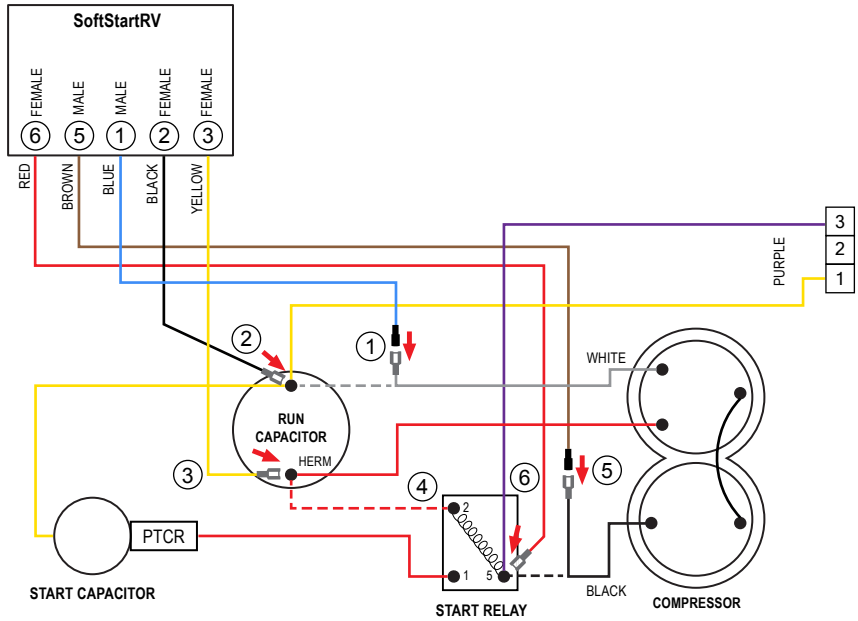 SoftStartRV
FEMALE
MALE
MALE
FEMALE
FEMALE
6
5
1
2
3
RED
BROWN
BLUE
BLACK
YELLOW
3
2
1
PURPLE
2
1
WHITE
RUN
CAPACITOR
HERM
3
4
6
5
2
PTCR
1
5
START CAPACITOR
START RELAY
BLACK
COMPRESSOR